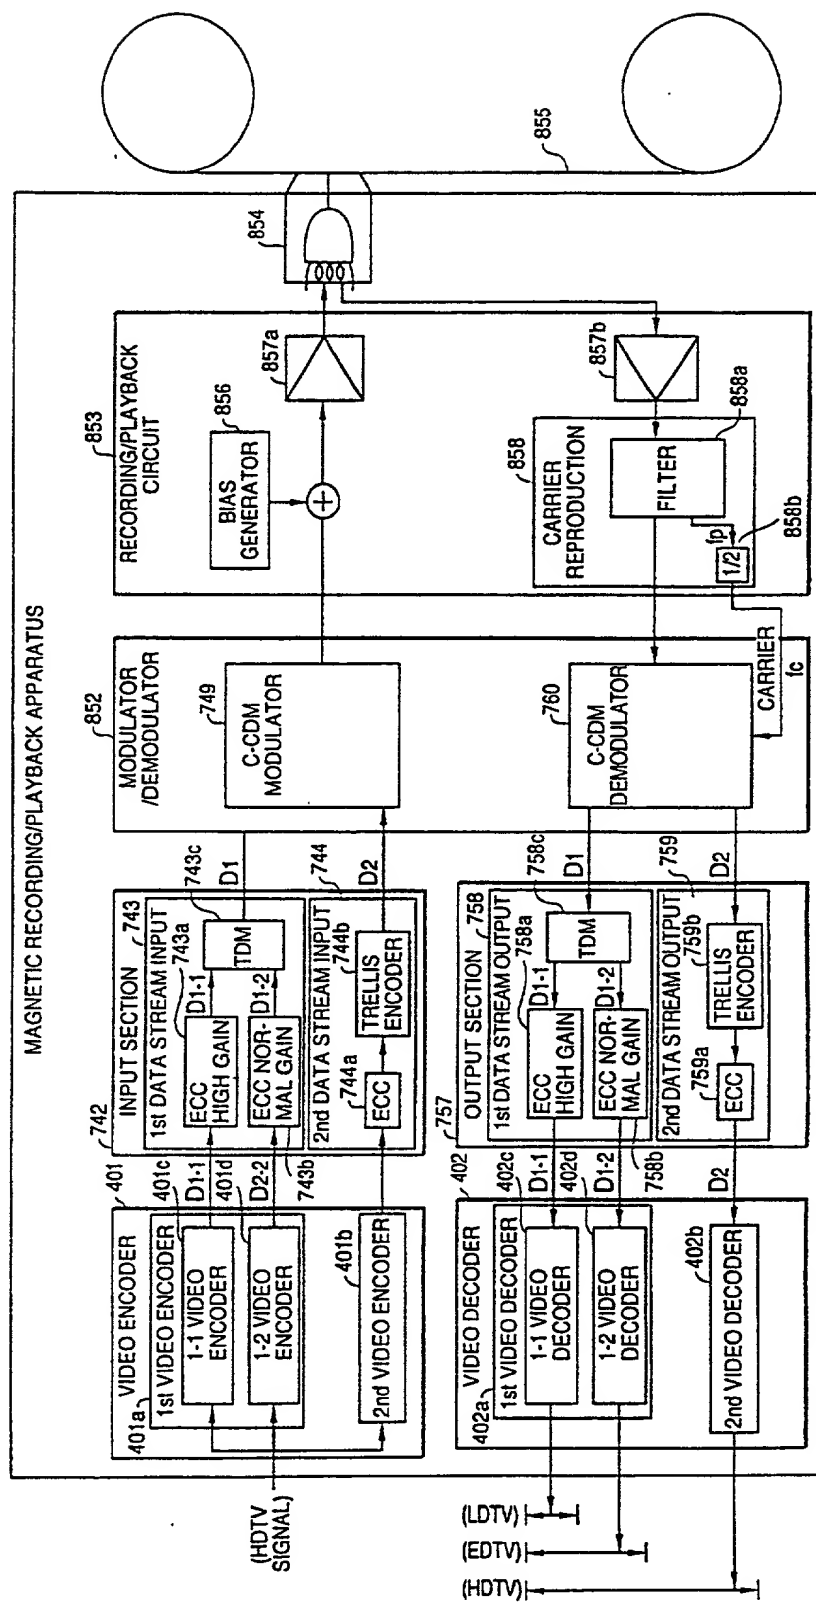 MAGNETIC RECORDING/PLAYBACK APPARATUS
(HDTV
SIGNAL)
401
VIDEO ENCODER
401a
1st VIDEO ENCODER
401c
1-1 VIDEO
ENCODER
401d
1-2 VIDEO
ENCODER
401b
2nd VIDEO ENCODER
D1-1
D2-2
742
INPUT SECTION
743
1st DATA STREAM INPUT
743a
ECC
HIGH GAIN
743b
ECC NOR-
MAL GAIN
D1-1
D1-2
743c
TDM
D1
744
2nd DATA STREAM INPUT
744a
ECC
744b
TRELLIS
ENCODER
D2
852
MODULATOR
/DEMODULATOR
749
C-CDM
MODULATOR
760
C-CDM
DEMODULATOR
CARRIER
fc
853
RECORDING/PLAYBACK
CIRCUIT
856
BIAS
GENERATOR
+
857a
854
855
857b
858
CARRIER
REPRODUCTION
858a
FILTER
fp
1/2
858b
757
OUTPUT SECTION
758
1st DATA STREAM OUTPUT
758a
ECC
HIGH GAIN
758b
ECC NOR-
MAL GAIN
D1-1
D1-2
758c
TDM
D1
759
2nd DATA STREAM OUTPUT
759a
ECC
759b
TRELLIS
ENCODER
D2
D1-1
D1-2
D2
402
VIDEO DECODER
402a
1st VIDEO DECODER
402c
1-1 VIDEO
DECODER
402d
1-2 VIDEO
DECODER
402b
2nd VIDEO DECODER
(LDTV)
(EDTV)
(HDTV)